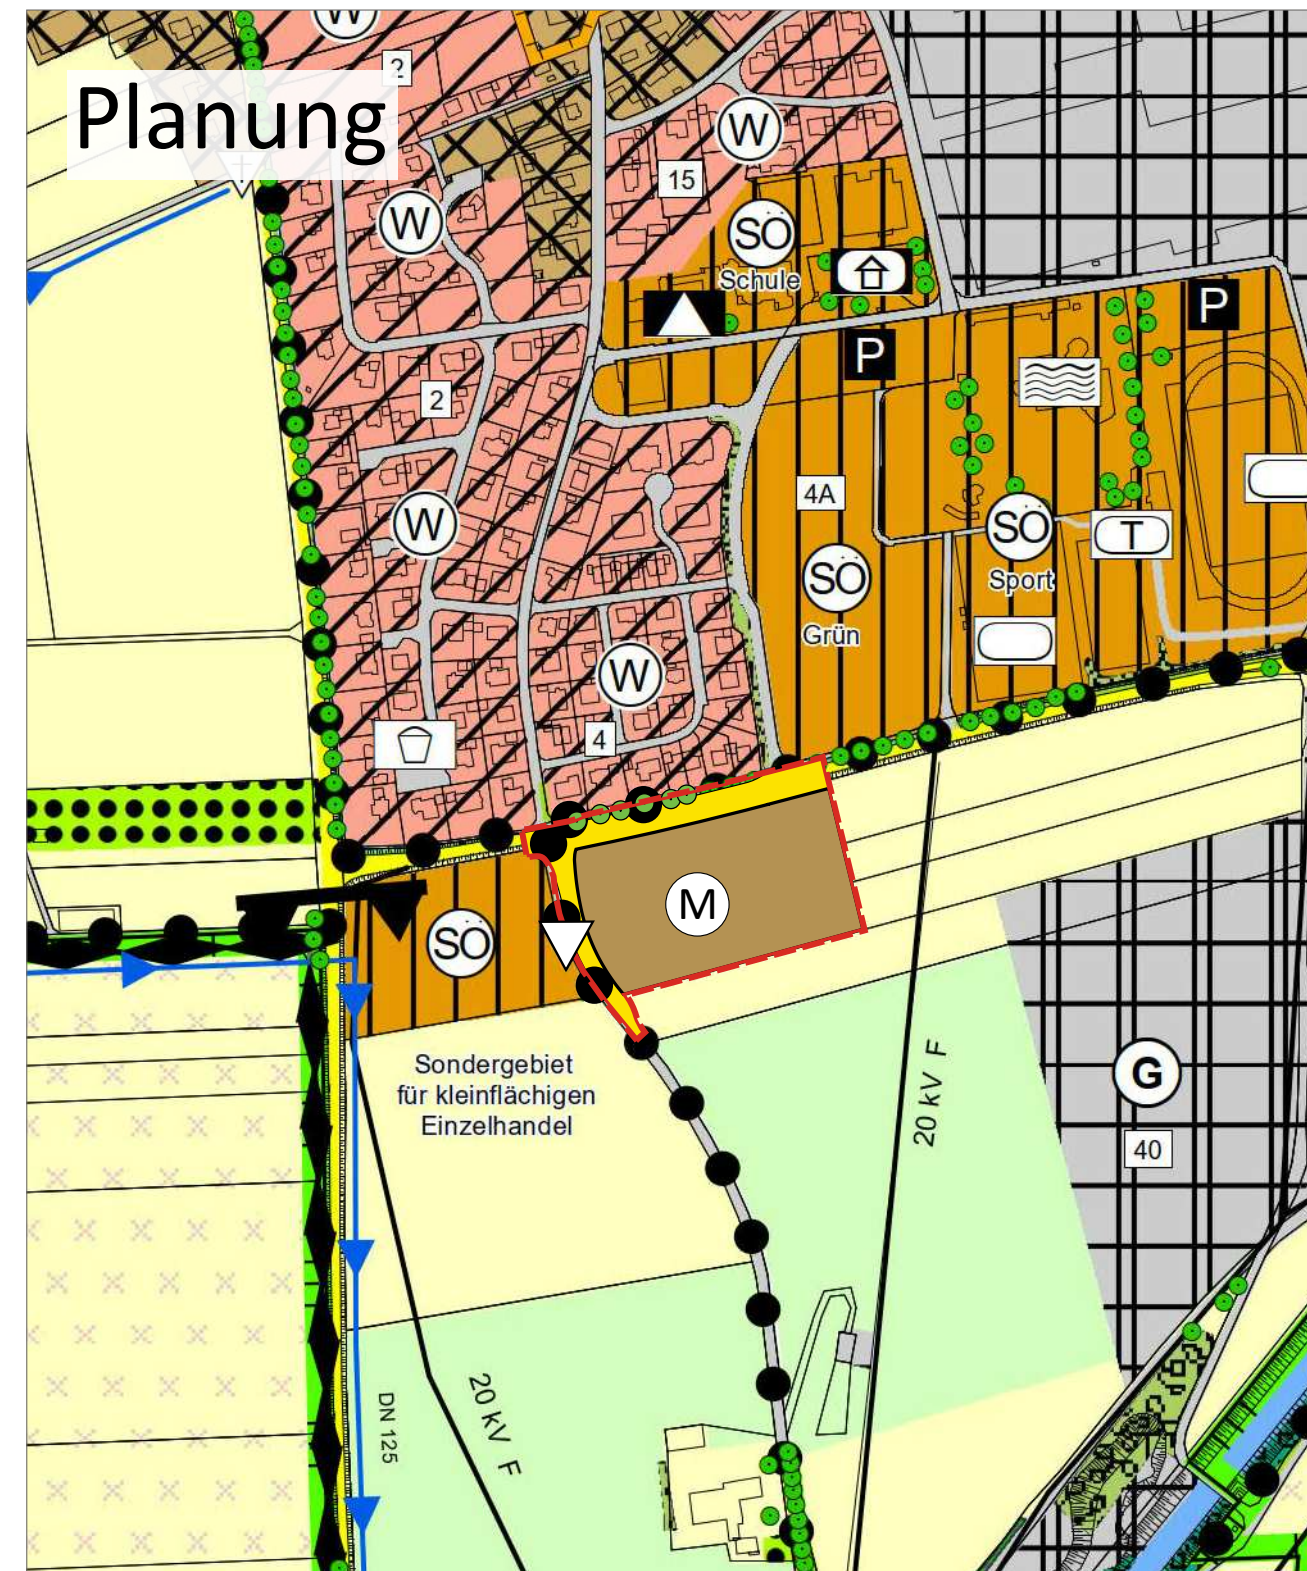 W
2
Planung
W
15
W
SO
Schule
P
P
2
4A
W
SO
T
SO
Sport
Grün
W
4
M
SO
Sondergebiet
für kleinflächigen
Einzelhandel
G
20 kV F
40
20 kV F
DN 125